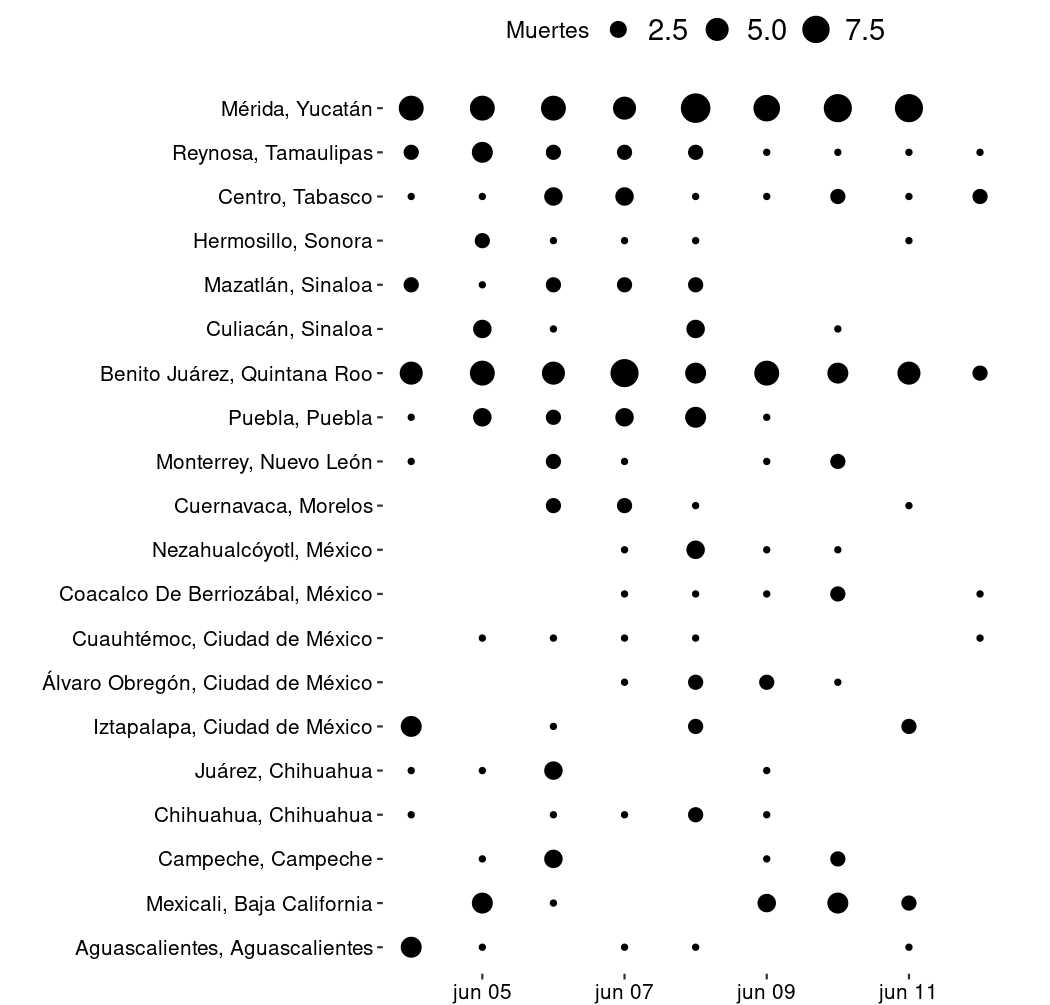 Muertes 2.5 5.0 7.5
Mérida, Yucatán
Reynosa, Tamaulipas
Centro, Tabasco
Hermosillo, Sonora
Mazatlán, Sinaloa
Culiacán, Sinaloa
Benito Juárez, Quintana Roo
Puebla, Puebla
Monterrey, Nuevo León
Cuernavaca, Morelos
Nezahualcóyotl, México
Coacalco De Berriozábal, México
Cuauhtémoc, Ciudad de México
Álvaro Obregón, Ciudad de México
Iztapalapa, Ciudad de México
Juárez, Chihuahua
Chihuahua, Chihuahua
Campeche, Campeche
Mexicali, Baja California
Aguascalientes, Aguascalientes
jun 05 jun 07 jun 09 jun 11